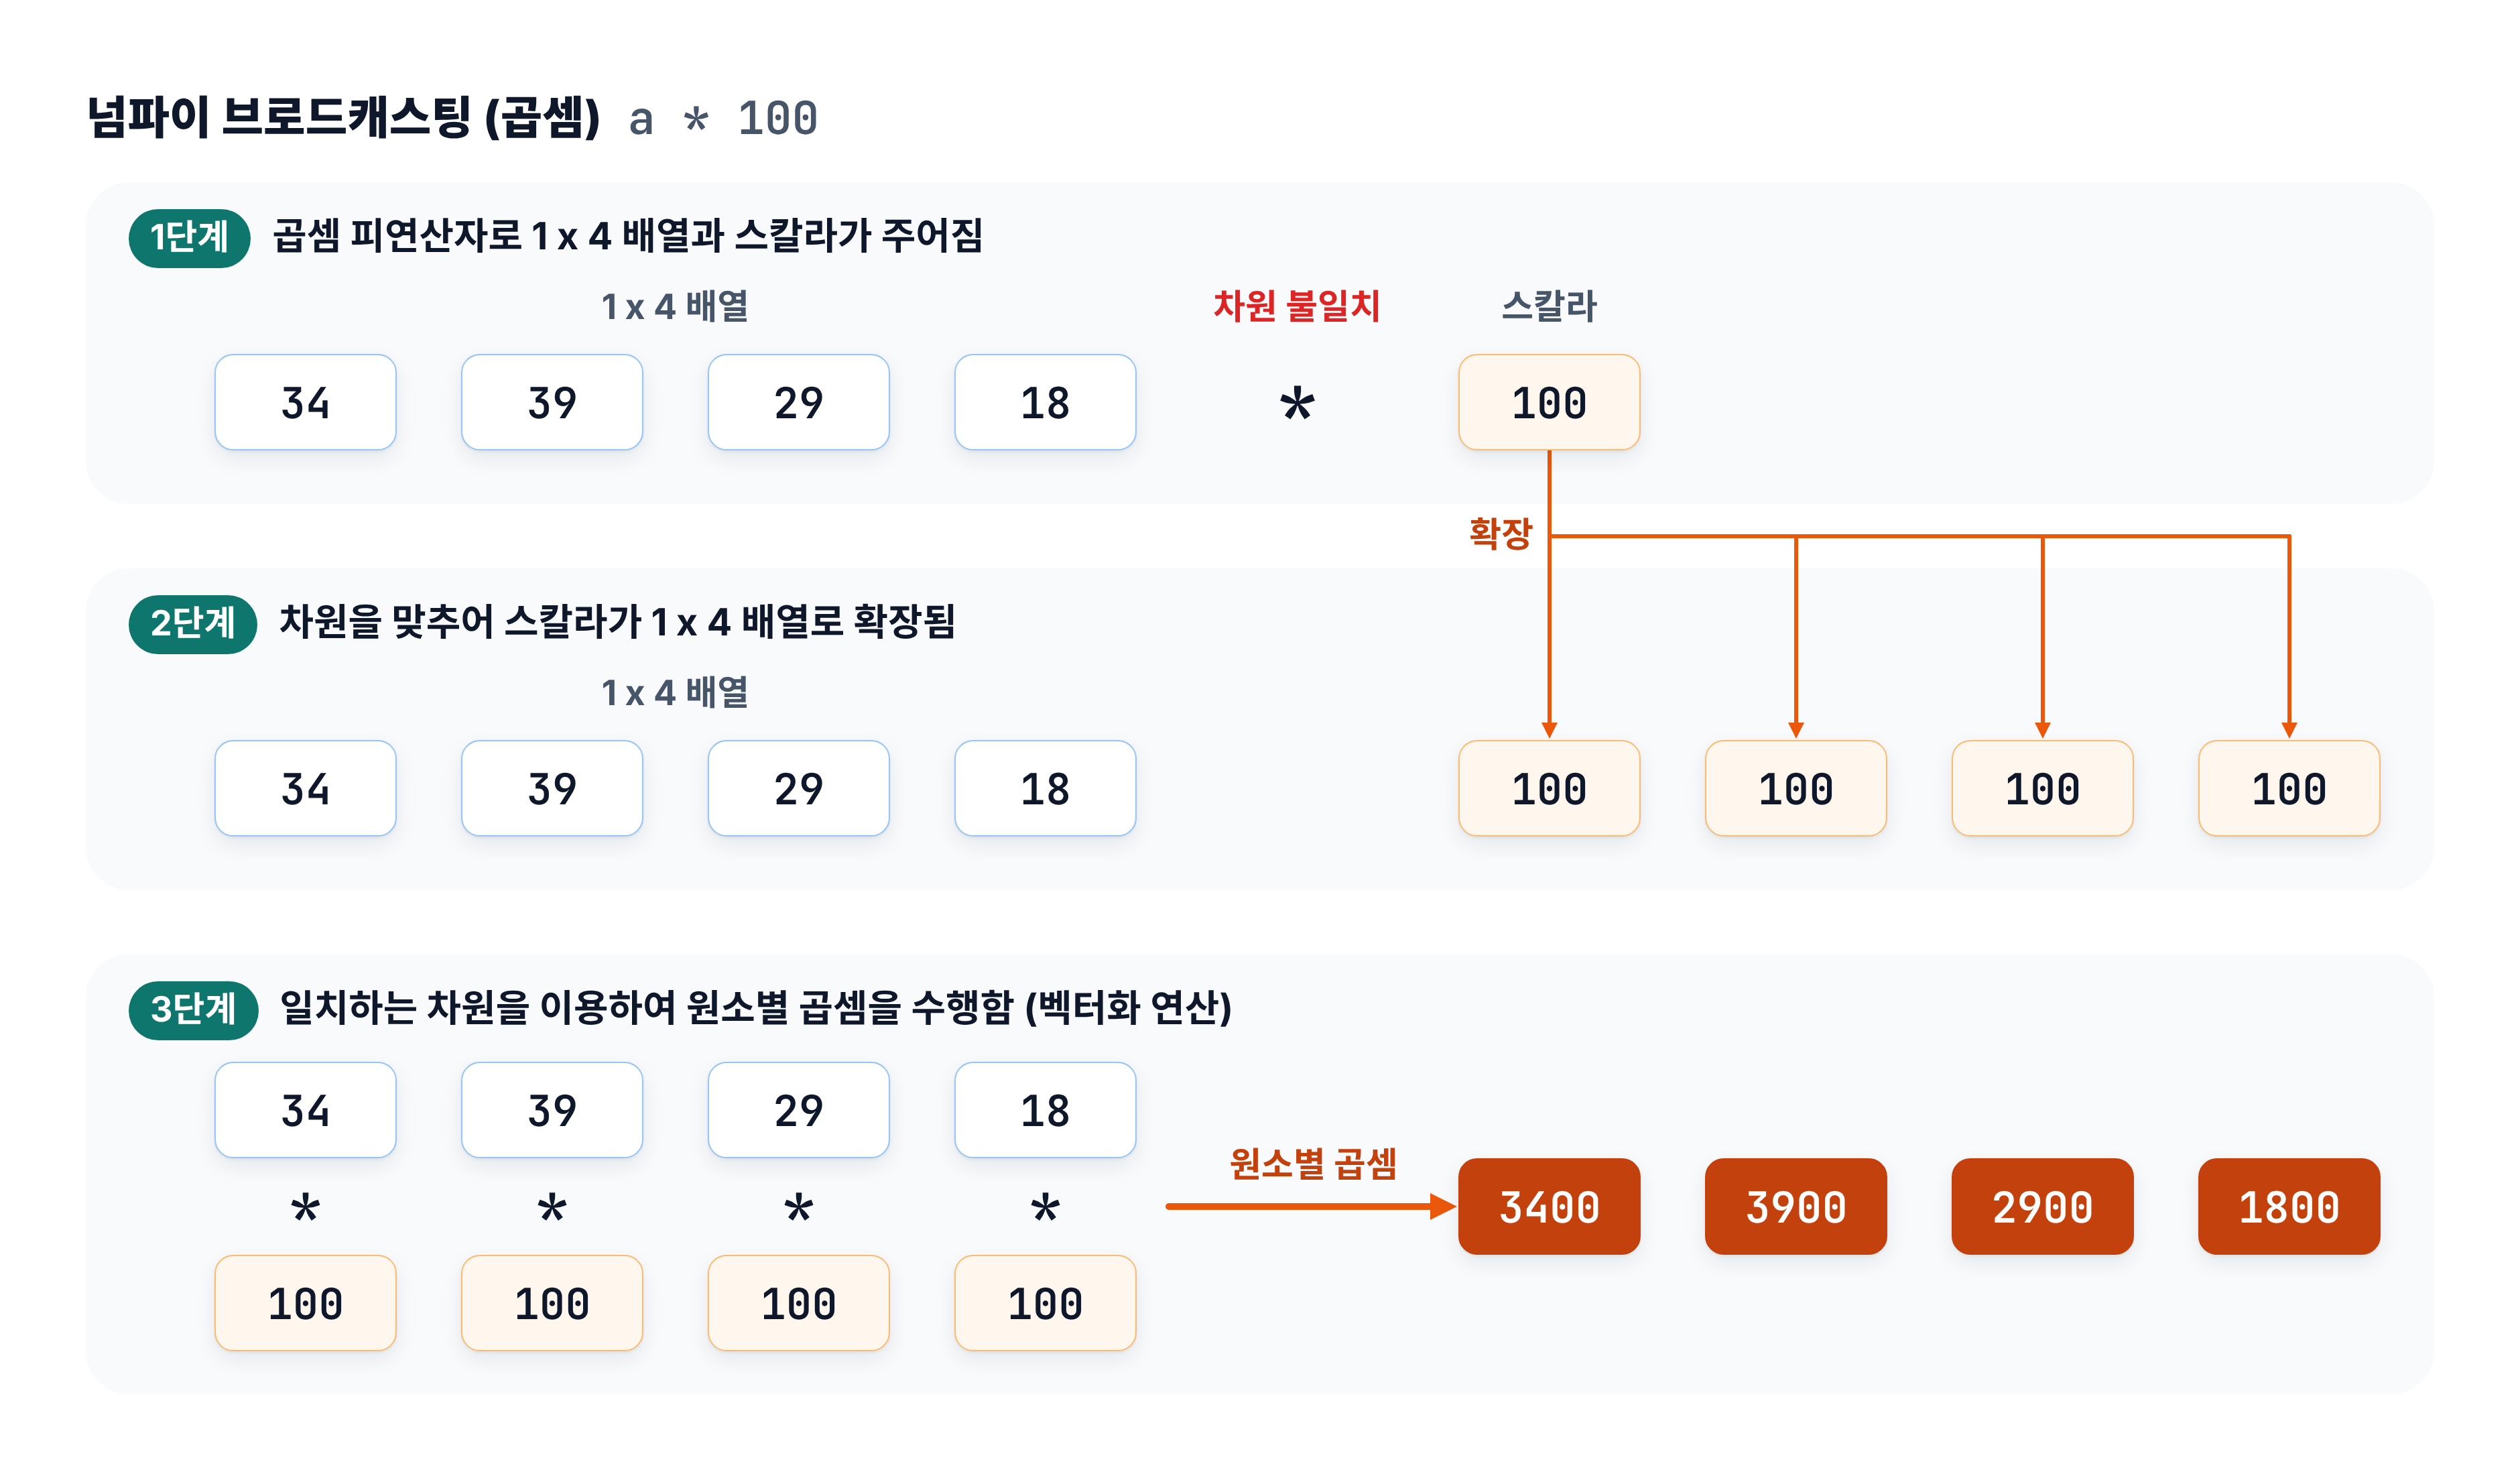 넘파이 브로드캐스팅 (곱셈) a * 100
1단계 곱셈 피연산자로 1 x 4 배열과 스칼라가 주어짐
1 x 4 배열 차원 불일치 스칼라
34 39 29 18 * 100
확장
2단계 차원을 맞추어 스칼라가 1 x 4 배열로 확장됨
1 x 4 배열
34 39 29 18 100 100 100 100
3단계 일치하는 차원을 이용하여 원소별 곱셈을 수행함 (벡터화 연산)
34 39 29 18
원소별 곱셈
* * * * 3400 3900 2900 1800
100 100 100 100